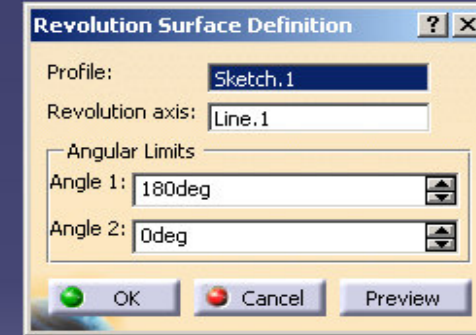 Revolution Surface Definition ? X
Profile: Sketch.1
Revolution axis: Line.1
Angular Limits
Angle 1: 180deg
Angle 2: 0deg
OK Cancel Preview